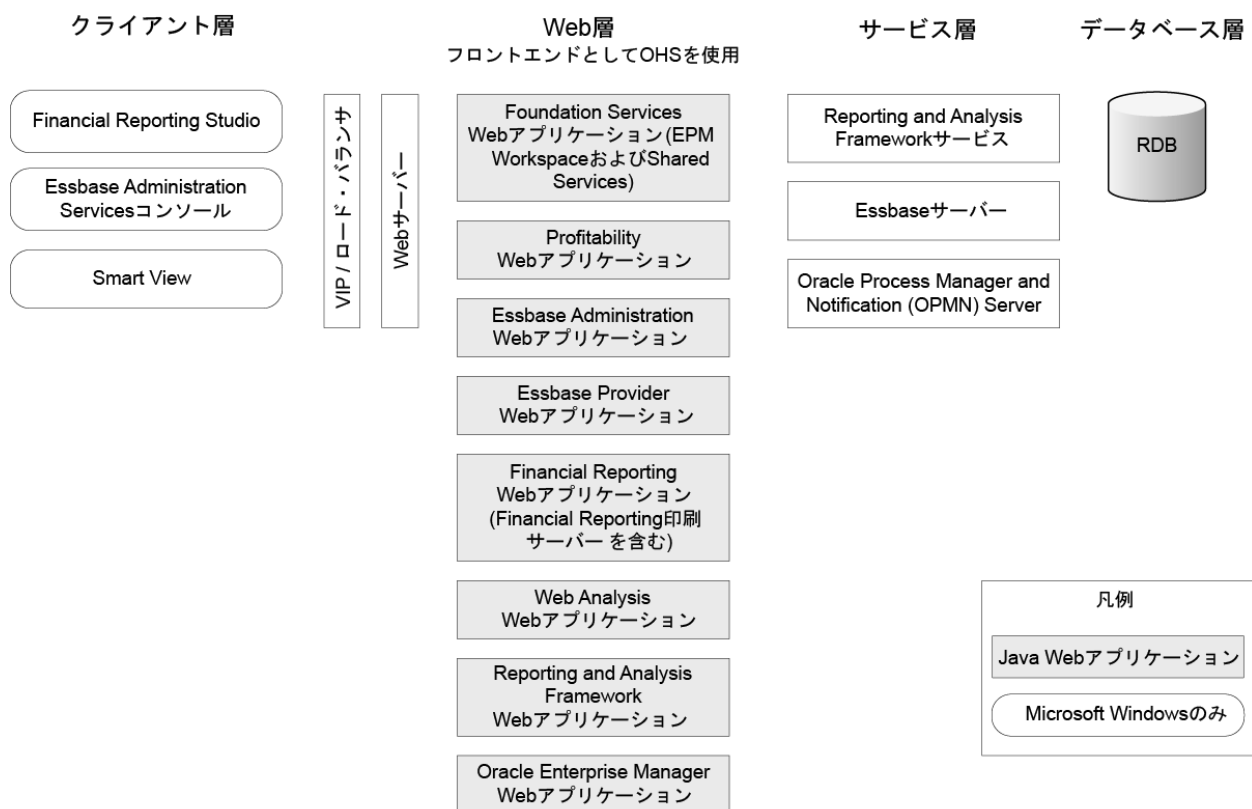 クライアント層
Financial Reporting Studio
Essbase Administration
Servicesコンソール
Smart View
VIP / ロード・バランサ
Webサーバー
Web層
フロントエンドとしてOHSを使用
Foundation Services
Webアプリケーション(EPM
WorkspaceおよびShared
Services)
Profitability
Webアプリケーション
Essbase Administration
Webアプリケーション
Essbase Provider
Webアプリケーション
Financial Reporting
Webアプリケーション
(Financial Reporting印刷
サーバー を含む)
Web Analysis
Webアプリケーション
Reporting and Analysis
Framework
Webアプリケーション
Oracle Enterprise Manager
Webアプリケーション
サービス層
Reporting and Analysis
Frameworkサービス
Essbaseサーバー
Oracle Process Manager and
Notification (OPMN) Server
データベース層
RDB
凡例
Java Webアプリケーション
Microsoft Windowsのみ